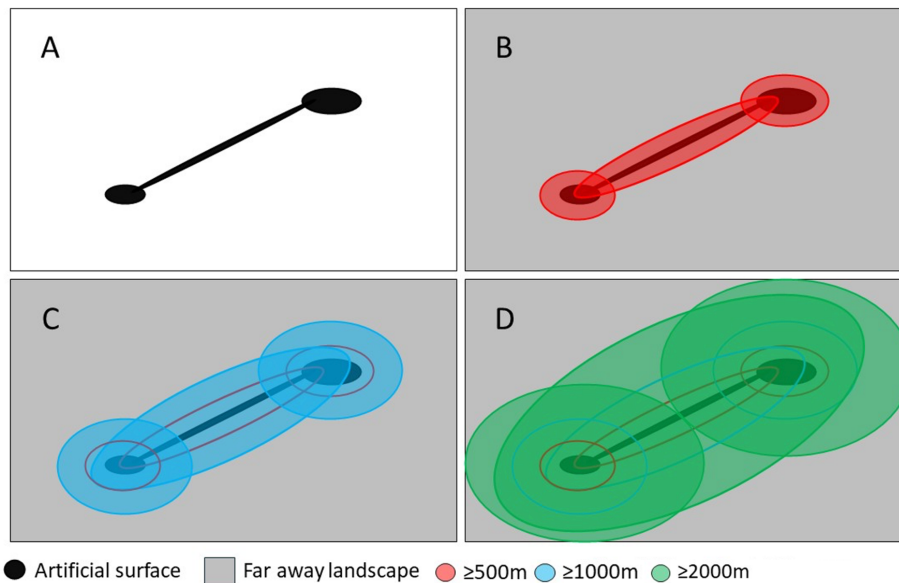 A
B
C
D
Artificial surface Far away landscape ≥500m ≥1000m ≥2000m